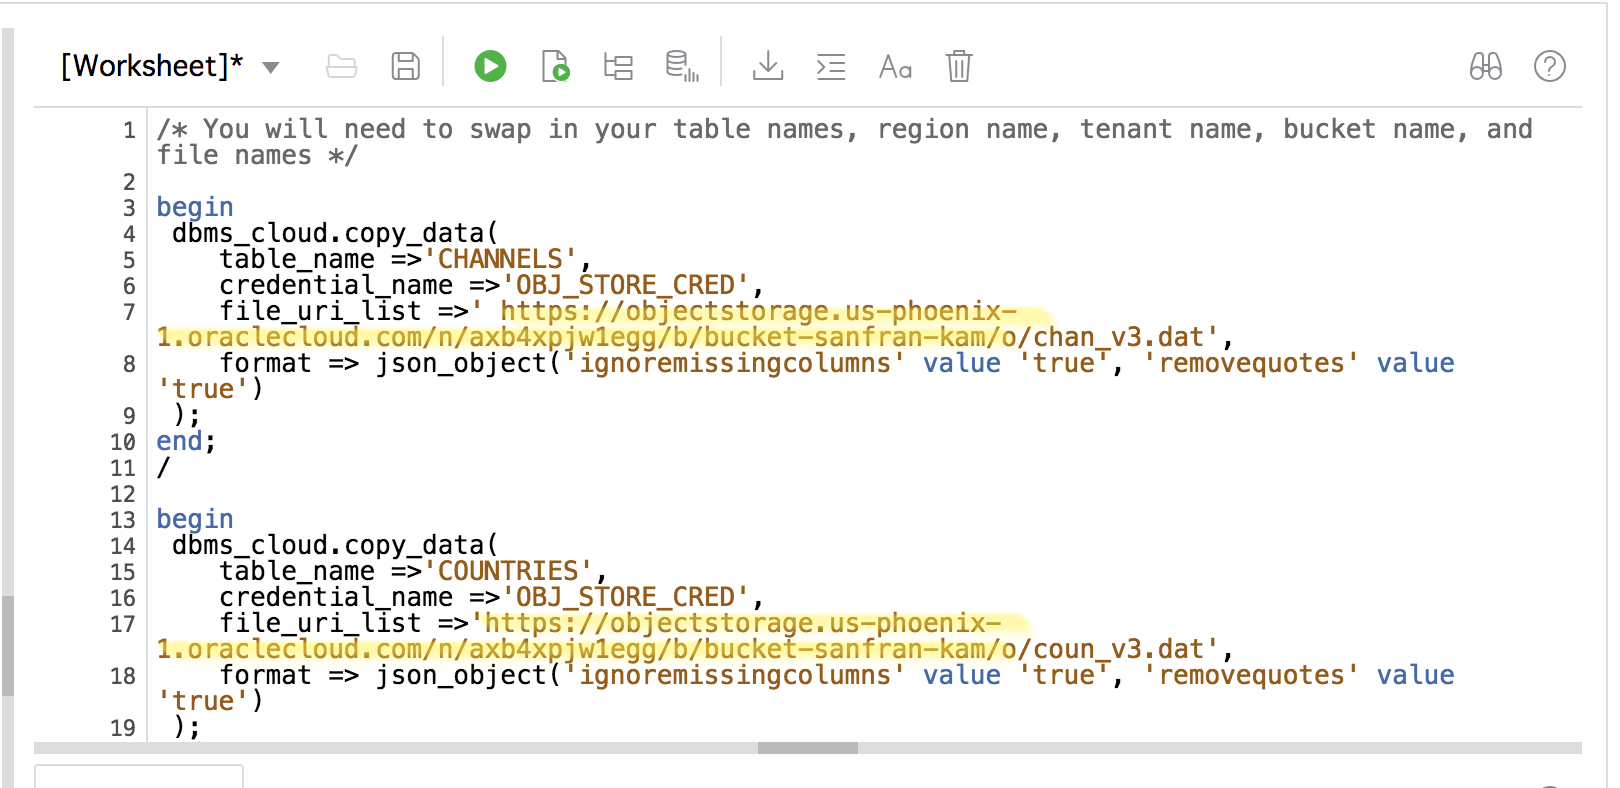 [Worksheet]*
Aa
?
1 /* You will need to swap in your table names, region name, tenant name, bucket name, and
file names */
2
3 begin
4 dbms_cloud.copy_data(
5 table_name =>'CHANNELS',
6 credential_name =>'OBJ_STORE_CRED',
7 file_uri_list =>' https://objectstorage.us-phoenix-
1.oraclecloud.com/n/axb4xpjw1egg/b/bucket-sanfran-kam/o/chan_v3.dat',
8 format => json_object('ignoremissingcolumns' value 'true', 'removequotes' value
'true')
9 );
10 end;
11 /
12
13 begin
14 dbms_cloud.copy_data(
15 table_name =>'COUNTRIES',
16 credential_name =>'OBJ_STORE_CRED',
17 file_uri_list =>'https://objectstorage.us-phoenix-
1.oraclecloud.com/n/axb4xpjw1egg/b/bucket-sanfran-kam/o/coun_v3.dat',
18 format => json_object('ignoremissingcolumns' value 'true', 'removequotes' value
'true')
19 );